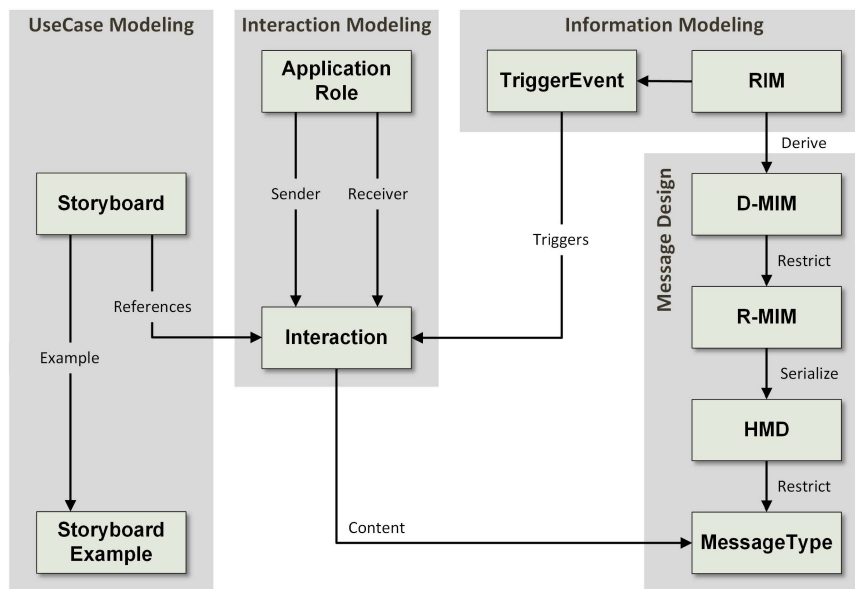 UseCase Modeling
Interaction Modeling
Information Modeling
Application
Role
TriggerEvent
RIM
Derive
Storyboard
Sender
Receiver
Message Design
D-MIM
Triggers
Restrict
References
Interaction
R-MIM
Example
Serialize
HMD
Restrict
Storyboard
Example
Content
MessageType